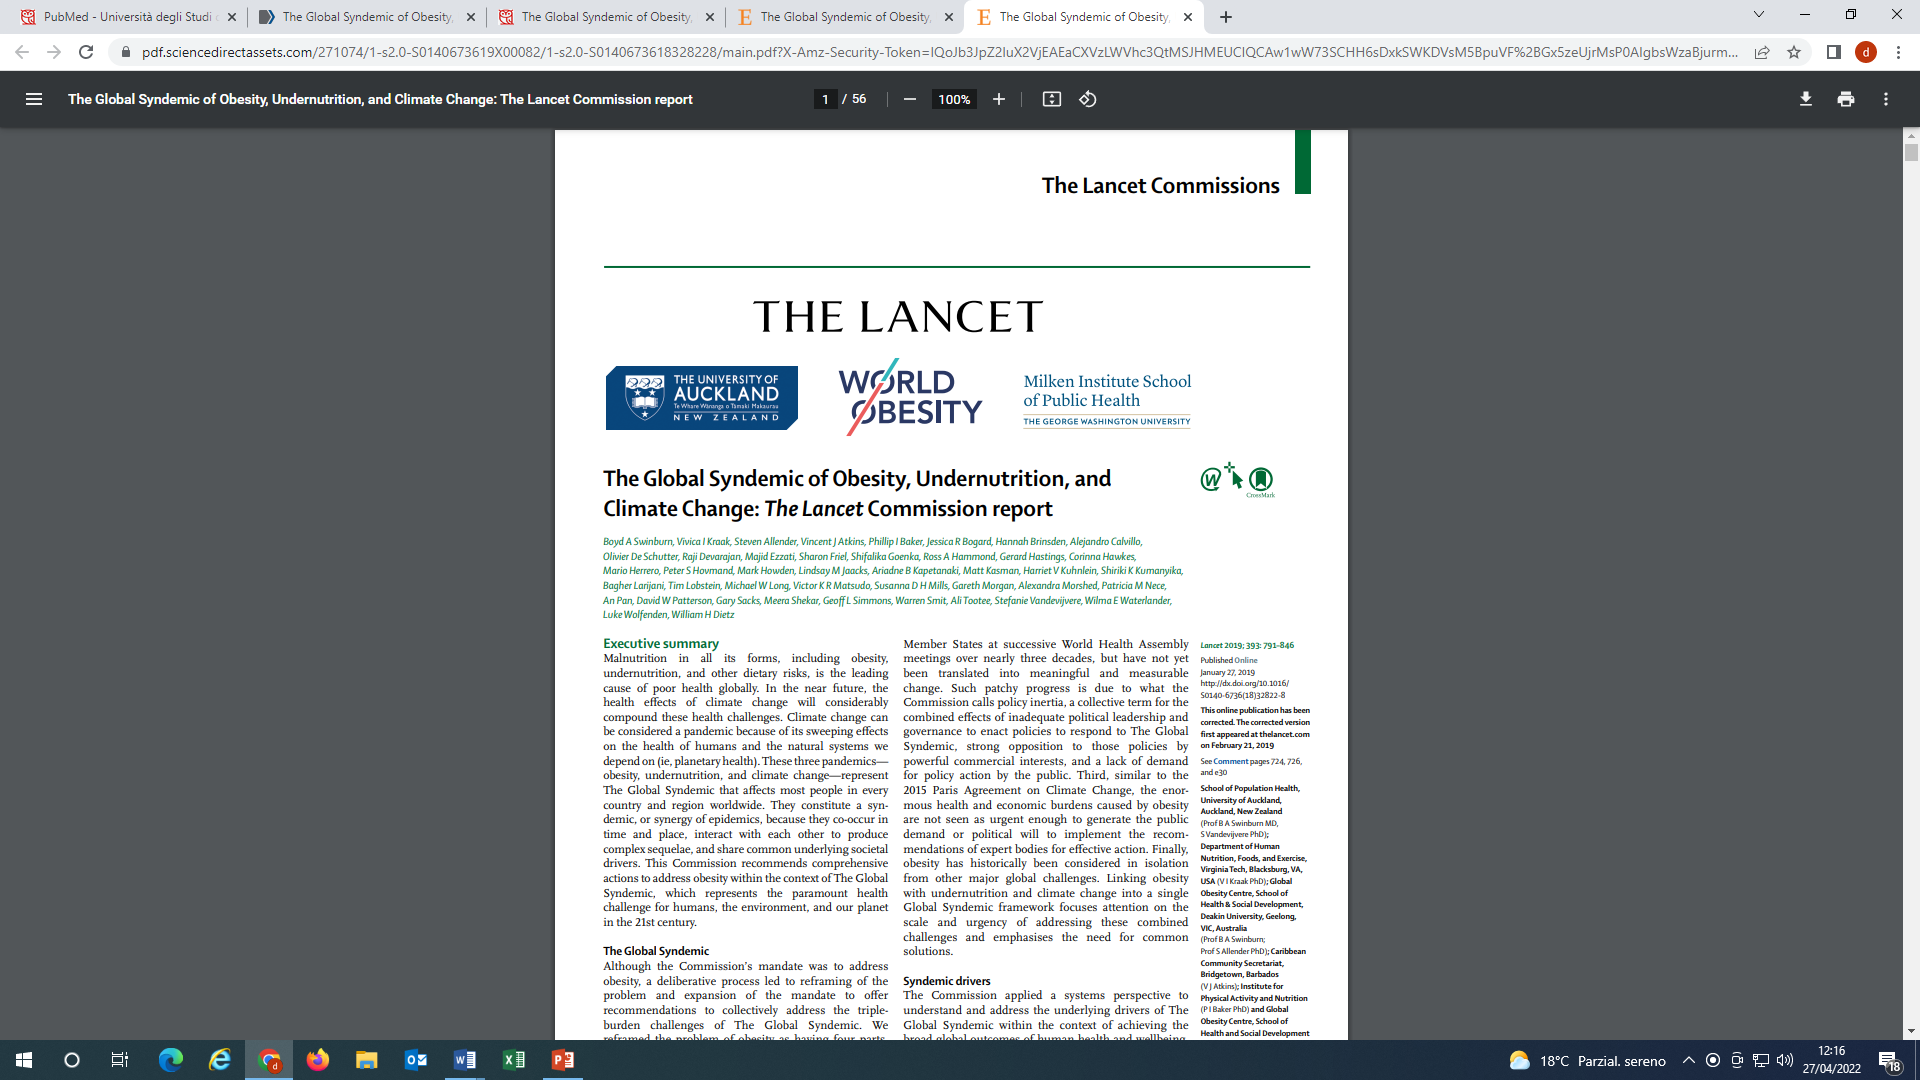 PubMed - Università degli Studi
The Global Syndemic of Obesity,
The Global Syndemic of Obesity,
The Global Syndemic of Obesity,
The Global Syndemic of Obesity,
The Global Syndemic of Obesity, Undernutrition, and Climate Change: The Lancet Commission report
1 / 56
100%
The Lancet Commissions
THE LANCET
THE UNIVERSITY OF
AUCKLAND
Te Whare Wānanga o Tāmaki Makaurau
NEW ZEALAND
WORLD
OBESITY
Milken Institute School
of Public Health
THE GEORGE WASHINGTON UNIVERSITY
The Global Syndemic of Obesity, Undernutrition, and
Climate Change: The Lancet Commission report
CrossMark
Boyd A Swinburn, Vivica I Kraak, Steven Allender, Vincent J Atkins, Phillip I Baker, Jessica R Bogard, Hannah Brinsden, Alejandro Calvillo,
Olivier De Schutter, Raji Devarajan, Majid Ezzati, Sharon Friel, Shifalika Goenka, Ross A Hammond, Gerard Hastings, Corinna Hawkes,
Mario Herrero, Peter S Hovmand, Mark Howden, Lindsay M Jaacks, Ariadne B Kapetanaki, Matt Kasman, Harriet V Kuhnlein, Shiriki K Kumanyika,
Bagher Larijani, Tim Lobstein, Michael W Long, Victor K R Matsudo, Susanna D H Mills, Gareth Morgan, Alexandra Morshed, Patricia M Nece,
An Pan, David W Patterson, Gary Sacks, Meera Shekar, Geoff L Simmons, Warren Smit, Ali Tootee, Stefanie Vandevijvere, Wilma E Waterlander,
Luke Wolfenden, William H Dietz
Executive summary
Malnutrition in all its forms, including obesity,
undernutrition, and other dietary risks, is the leading
cause of poor health globally. In the near future, the
health effects of climate change will considerably
compound these health challenges. Climate change can
be considered a pandemic because of its sweeping effects
on the health of humans and the natural systems we
depend on (ie, planetary health). These three pandemics—
obesity, undernutrition, and climate change—represent
The Global Syndemic that affects most people in every
country and region worldwide. They constitute a syn-
demic, or synergy of epidemics, because they co-occur in
time and place, interact with each other to produce
complex sequelae, and share common underlying societal
drivers. This Commission recommends comprehensive
actions to address obesity within the context of The Global
Syndemic, which represents the paramount health
challenge for humans, the environment, and our planet
in the 21st century.
The Global Syndemic
Although the Commission's mandate was to address
obesity, a deliberative process led to reframing of the
problem and expansion of the mandate to offer
recommendations to collectively address the triple-
burden challenges of The Global Syndemic. We
reframed the problem of obesity as having four parts.
Member States at successive World Health Assembly
meetings over nearly three decades, but have not yet
been translated into meaningful and measurable
change. Such patchy progress is due to what the
Commission calls policy inertia, a collective term for the
combined effects of inadequate political leadership and
governance to enact policies to respond to The Global
Syndemic, strong opposition to those policies by
powerful commercial interests, and a lack of demand
for policy action by the public. Third, similar to the
2015 Paris Agreement on Climate Change, the enor-
mous health and economic burdens caused by obesity
are not seen as urgent enough to generate the public
demand or political will to implement the recom-
mendations of expert bodies for effective action. Finally,
obesity has historically been considered in isolation
from other major global challenges. Linking obesity
with undernutrition and climate change into a single
Global Syndemic framework focuses attention on the
scale and urgency of addressing these combined
challenges and emphasises the need for common
solutions.
Syndemic drivers
The Commission applied a systems perspective to
understand and address the underlying drivers of The
Global Syndemic within the context of achieving the
broad global outcomes of human health and wellbeing,
Lancet 2019; 393: 791–846
Published Online
January 27, 2019
http://dx.doi.org/10.1016/
S0140-6736(18)32822-8
This online publication has been
corrected. The corrected version
first appeared at thelancet.com
on February 21, 2019
See Comment pages 724, 726,
and e30
School of Population Health,
University of Auckland,
Auckland, New Zealand
(Prof B A Swinburn MD,
S Vandevijvere PhD);
Department of Human
Nutrition, Foods, and Exercise,
Virginia Tech, Blacksburg, VA,
USA (V I Kraak PhD); Global
Obesity Centre, School of
Health & Social Development,
Deakin University, Geelong,
VIC, Australia
(Prof B A Swinburn;
Prof S Allender PhD); Caribbean
Community Secretariat,
Bridgetown, Barbados
(V J Atkins); Institute for
Physical Activity and Nutrition
(P I Baker PhD) and Global
Obesity Centre, School of
Health and Social Development
18°C Parzial. sereno
12:16
27/04/2022
18